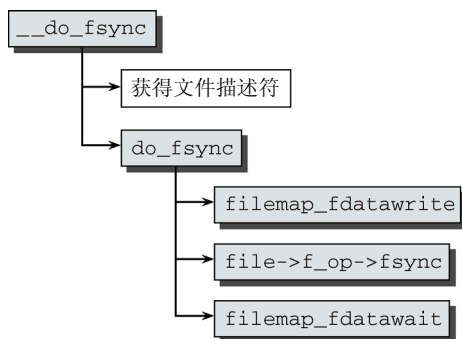 __do_fsync
获得文件描述符
do_fsync
filemap_fdatawrite
file->f_op->fsync
filemap_fdatawait